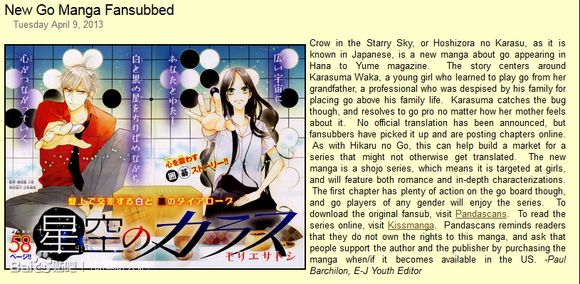 New Go Manga Fansubbed
Tuesday April 9, 2013
広い宇宙に
あなたとわたし
白と黒の星をちりばめながら
心がつながっていく
心を震わす
囲碁ストーリー!!
盤上で交差する白と黒のダイアローグ
58
ページ!!
星空のカラス
モリエサトシ
Crow in the Starry Sky, or Hoshizora no Karasu, as it is
known in Japanese, is a new manga about go appearing in
Hana to Yume magazine. The story centers around
Karasuma Waka, a young girl who learned to play go from her
grandfather, a professional who was despised by his family for
placing go above his family life. Karasuma catches the bug
though, and resolves to go pro no matter how her mother feels
about it. No official translation has been announced, but
fansubbers have picked it up and are posting chapters online.
As with Hikaru no Go, this can help build a market for a
series that might not otherwise get translated. The new
manga is a shojo series, which means it is targeted at girls,
and will feature both romance and in-depth characterizations.
The first chapter has plenty of action on the go board though,
and go players of any gender will enjoy the series. To
download the original fansub, visit Pandascans. To read the
series online, visit Kissmanga. Pandascans reminds readers
that they do not own the rights to this manga, and ask that
people support the author and the publisher by purchasing the
manga when/if it becomes available in the US. -Paul
Barchilon, E-J Youth Editor